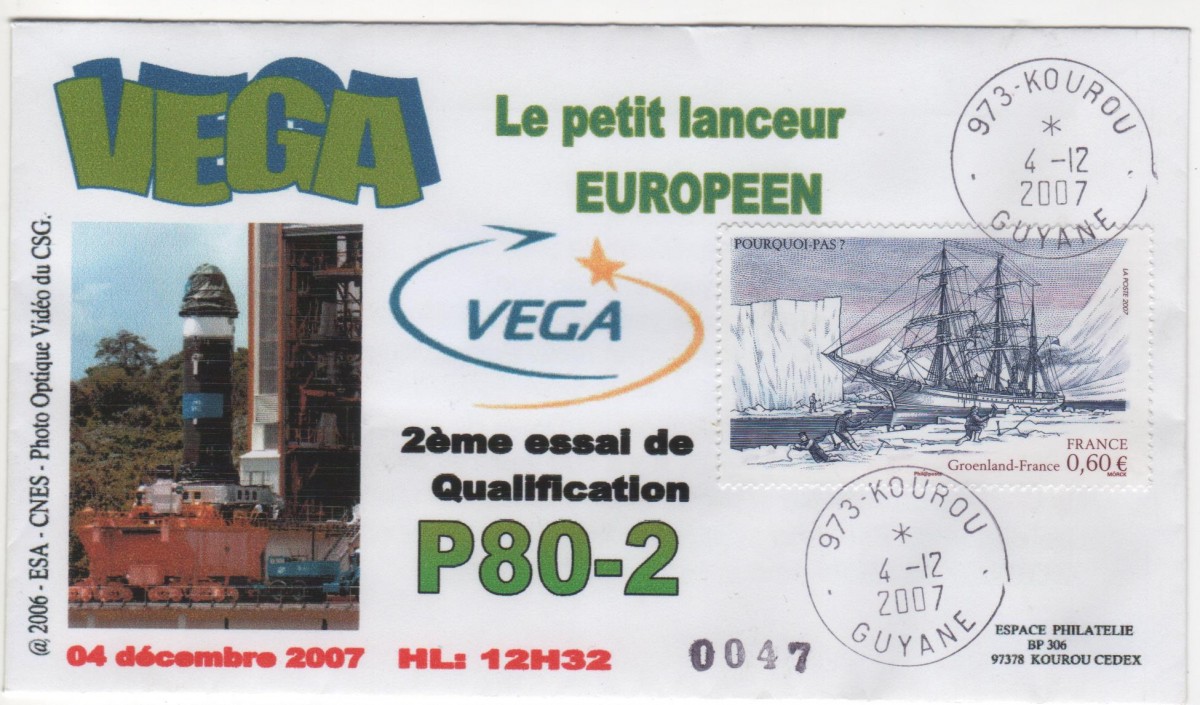 VEGA
Le petit lanceur
EUROPEEN
973-KOUROU
*
4 -12
2007
GUYANE
POURQUOI-PAS ?
LA POSTE 2007
VEGA
@ 2006 - ESA - CNES - Photo Optique Vidéo du CSG.
2ème essai de
Qualification
P80-2
FRANCE
Groenland-France 0,60 €
973-KOUROU
*
4 -12
2007
GUYANE
04 décembre 2007 HL: 12H32
0047
ESPACE PHILATELIE
BP 306
97378 KOUROU CEDEX